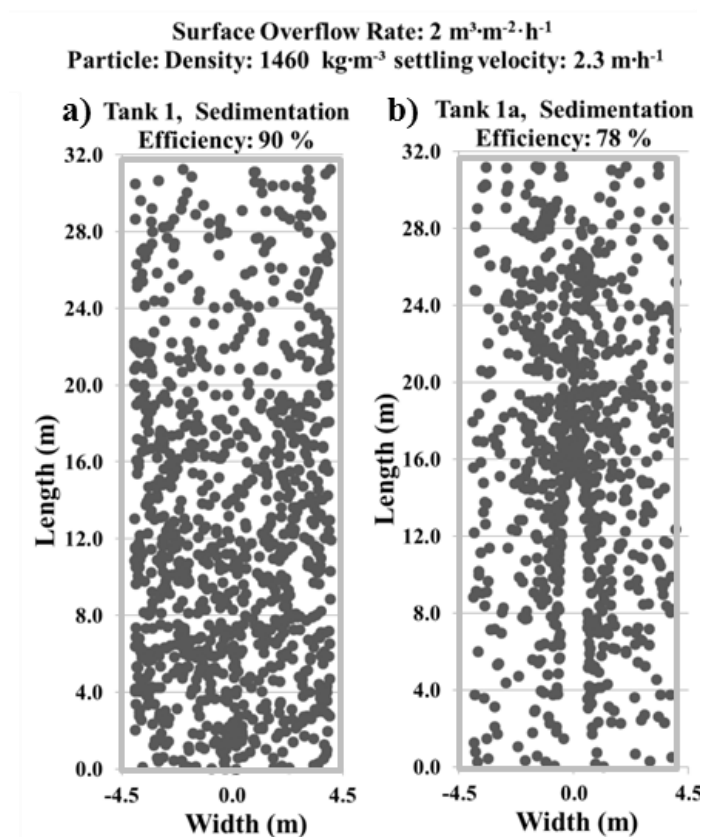 Surface Overflow Rate: 2 m³·m⁻²·h⁻¹
Particle: Density: 1460 kg·m⁻³ settling velocity: 2.3 m·h⁻¹
a) Tank 1, Sedimentation
Efficiency: 90 %
32.0
28.0
24.0
20.0
16.0
12.0
8.0
4.0
0.0
Length (m)
-4.5 0.0 4.5
Width (m)
b) Tank 1a, Sedimentation
Efficiency: 78 %
32.0
28.0
24.0
20.0
16.0
12.0
8.0
4.0
0.0
Length (m)
-4.5 0.0 4.5
Width (m)